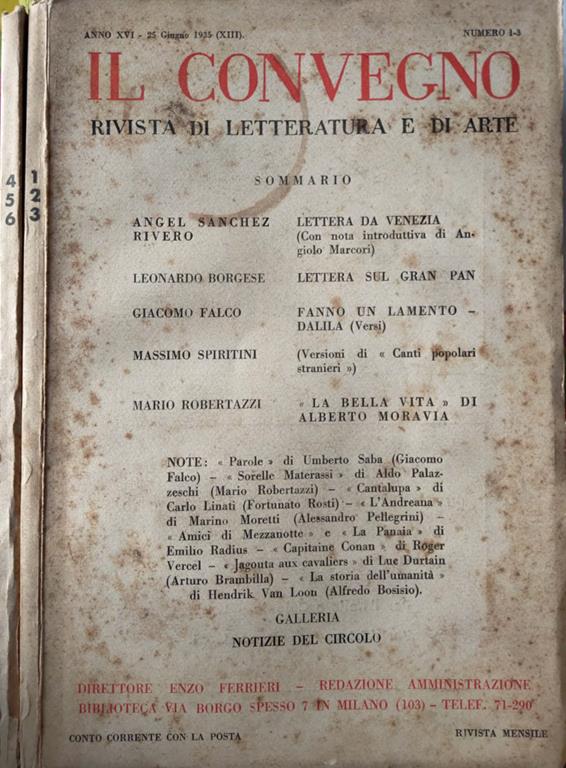 ANNO XVI - 25 Giugno 1935 (XIII).
NUMERO 1-3
IL CONVEGNO
RIVISTA DI LETTERATURA E DI ARTE
SOMMARIO
ANGEL SANCHEZ RIVERO
LETTERA DA VENEZIA
(Con nota introduttiva di An-
giolo Marcori)
LEONARDO BORGESE
LETTERA SUL GRAN PAN
GIACOMO FALCO
FANNO UN LAMENTO -
DALILA (Versi)
MASSIMO SPIRITINI
(Versioni di « Canti popolari
stranieri »)
MARIO ROBERTAZZI
« LA BELLA VITA » DI
ALBERTO MORAVIA
NOTE: « Parole » di Umberto Saba (Giacomo
Falco) - « Sorelle Materassi » di Aldo Palaz-
zeschi (Mario Robertazzi) - « Cantalupa » di
Carlo Linati (Fortunato Rosti) - « L'Andreana »
di Marino Moretti (Alessandro Pellegrini) -
« Amici di Mezzanotte » e « La Panaia » di
Emilio Radius - « Capitaine Conan » di Roger
Vercel - « Jagouta aux cavaliers » di Luc Durtain
(Arturo Brambilla) - « La storia dell'umanità »
di Hendrik Van Loon (Alfredo Bosisio).
GALLERIA
NOTIZIE DEL CIRCOLO
DIRETTORE ENZO FERRIERI - REDAZIONE AMMINISTRAZIONE
BIBLIOTECA VIA BORGO SPESSO 7 IN MILANO (103) - TELEF. 71-290
CONTO CORRENTE CON LA POSTA
RIVISTA MENSILE
1
2
3
4
5
6